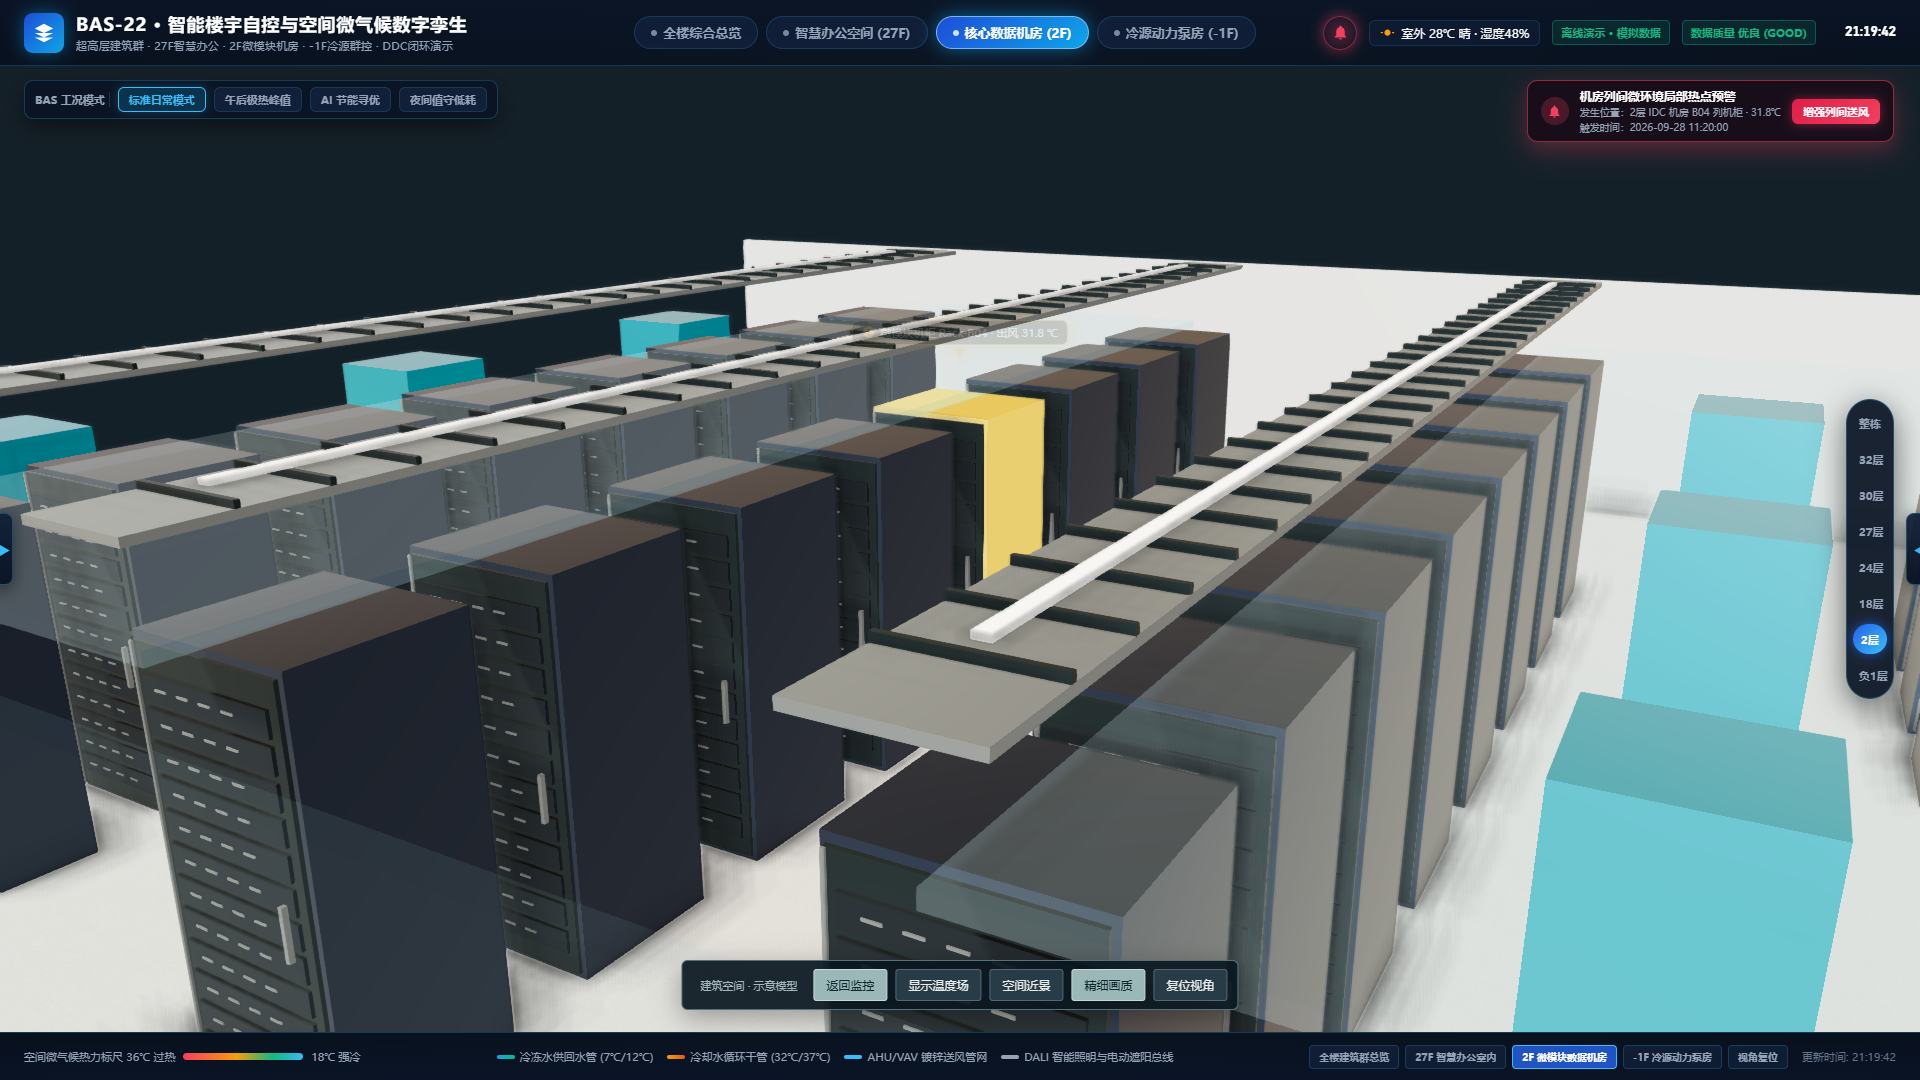 BAS-22 • 智能楼宇自控与空间微气候数字孪生
超高层建筑群 · 27F智慧办公 · 2F微模块机房 · -1F冷源群控 · DDC闭环演示
全楼综合总览
智慧办公空间 (27F)
核心数据机房 (2F)
冷源动力泵房 (-1F)
室外 28℃ 晴 · 湿度48%
离线演示 • 模拟数据
数据质量 优良 (GOOD)
21:19:42
BAS 工况模式
标准日常模式
午后极热峰值
AI 节能寻优
夜间值守低耗
机房列间微环境局部热点预警
发生位置：2层 IDC 机房 B04 列机柜 · 31.8℃
触发时间：2026-09-28 11:20:00
增强列间送风
出风 31.8 ℃
整栋
32层
30层
27层
24层
18层
2层
负1层
建筑空间 · 示意模型
返回监控
显示温度场
空间近景
精细画质
复位视角
空间微气候热力标尺 36℃ 过热
18℃ 强冷
冷冻水供回水管 (7℃/12℃)
冷却水循环干管 (32℃/37℃)
AHU/VAV 镀锌送风管网
DALI 智能照明与电动遮阳总线
全楼建筑群总览
27F 智慧办公室内
2F 微模块数据机房
-1F 冷源动力泵房
视角复位
更新时间: 21:19:42